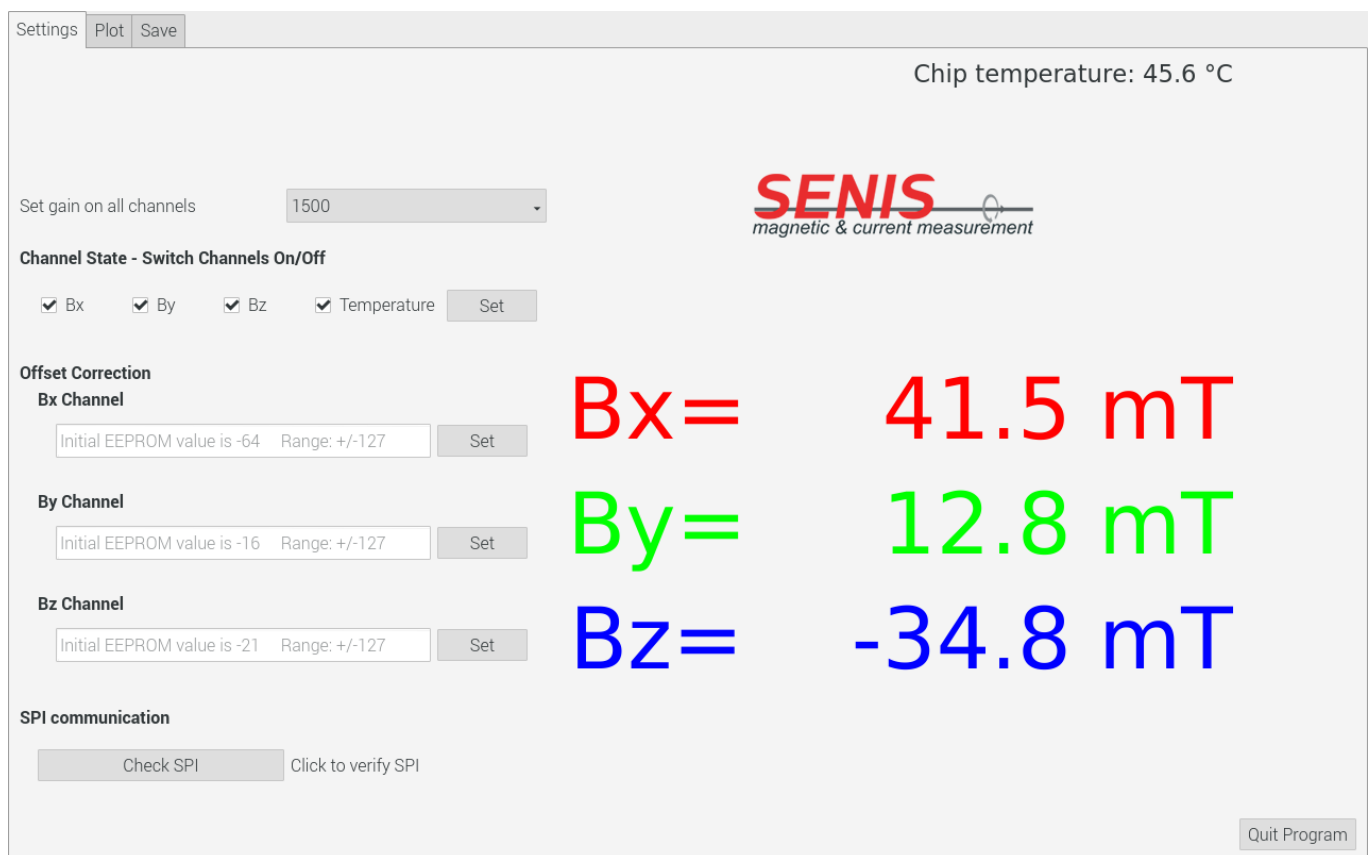 Settings Plot Save
Chip temperature: 45.6 °C
SENIS
magnetic & current measurement
Set gain on all channels 1500
Channel State - Switch Channels On/Off
Bx By Bz Temperature Set
Offset Correction
Bx Channel
Initial EEPROM value is -64 Range: +/-127 Set
Bx= 41.5 mT
By Channel
Initial EEPROM value is -16 Range: +/-127 Set
By= 12.8 mT
Bz Channel
Initial EEPROM value is -21 Range: +/-127 Set
Bz= -34.8 mT
SPI communication
Check SPI Click to verify SPI
Quit Program